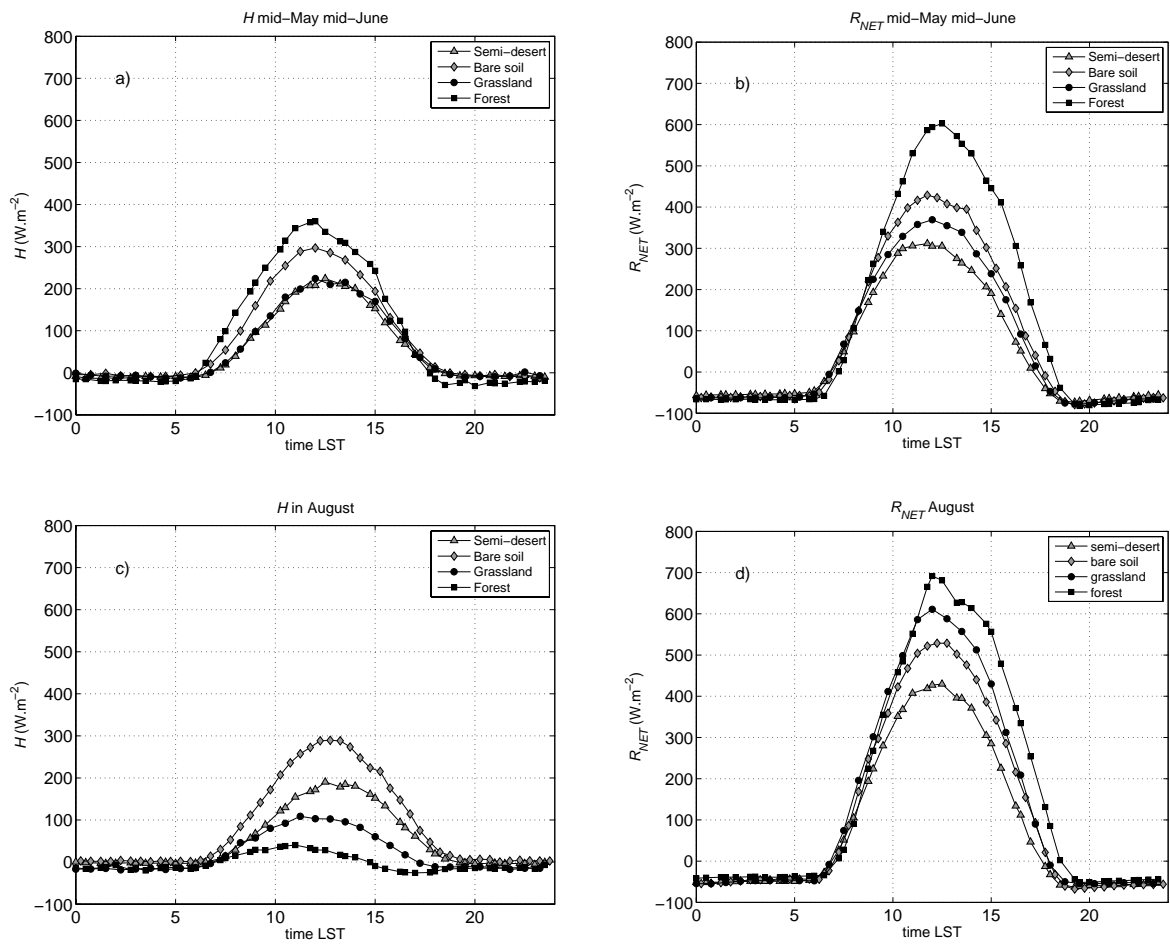 H mid−May mid−June
800
700
600
500
400
300
200
100
0
−100
H (W.m−2)
a)
Semi−desert
Bare soil
Grassland
Forest
0 5 10 15 20
time LST
R_NET mid−May mid−June
800
700
600
500
400
300
200
100
0
−100
R_NET (W.m−2)
b)
Semi−desert
Bare soil
Grassland
Forest
0 5 10 15 20
time LST
H in August
800
700
600
500
400
300
200
100
0
−100
H (W.m−2)
c)
Semi−desert
Bare soil
Grassland
Forest
0 5 10 15 20
time LST
R_NET August
800
700
600
500
400
300
200
100
0
−100
R_NET (W.m−2)
d)
semi−desert
bare soil
grassland
forest
0 5 10 15 20
time LST